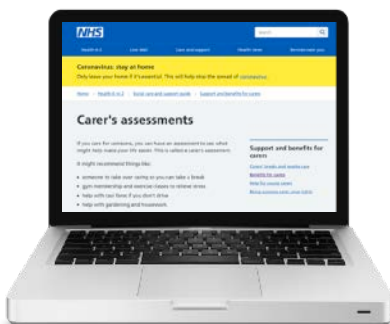 NHS
Search
Health A-Z
Live Well
Care and support
Health news
Services near you
Coronavirus: stay at home
Only leave your home if it's essential. This will help stop the spread of coronavirus.
Home
Health A-Z
Social care and support guide
Support and benefits for carers
Carer's assessments
If you care for someone, you can have an assessment to see what
might help make your life easier. This is called a carer's assessment.
It might recommend things like:
someone to take over caring so you can take a break
gym membership and exercise classes to relieve stress
help with taxi fares if you don't drive
help with gardening and housework
Support and benefits for
carers
Carers' breaks and respite care
Benefits for carers
Help for young carers
Being a young carer: your rights